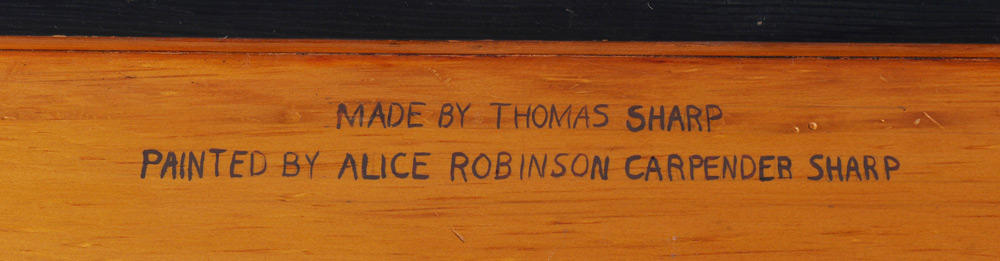 MADE BY THOMAS SHARP
PAINTED BY ALICE ROBINSON CARPENDER SHARP